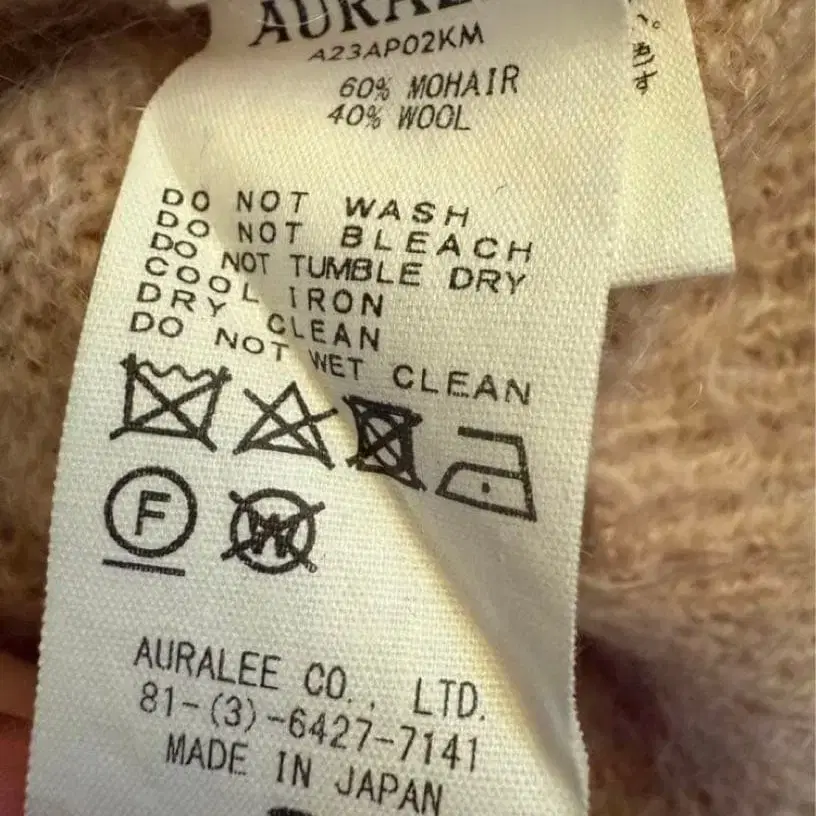 A23AP02KM
60% MOHAIR
40% WOOL
DO NOT WASH
DO NOT BLEACH
DO NOT TUMBLE DRY
COOL IRON
DRY CLEAN
DO NOT WET CLEAN
F
W
AURALEE CO., LTD.
81-(3)-6427-7141
MADE IN JAPAN